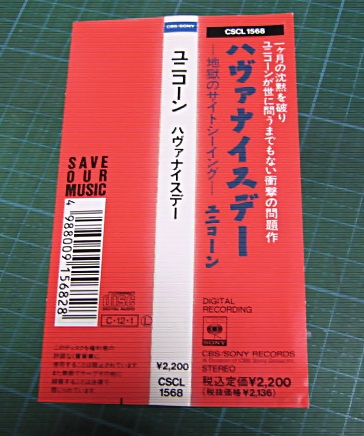 CSCL 1568
一ヶ月の沈黙を破り
ユニコーンが世に問うまでもない衝撃の問題作
ハヴァナイスデー
—地獄のサイトシーイング—
ユニコーン
DIGITAL
RECORDING
SONY
CBS/SONY RECORDS
STEREO
税込定価¥2,200
(税抜価格¥2,136)
CBS/SONY
ユニコーン ハヴァナイスデー
¥2,200
CSCL
1568
SAVE
OUR
MUSIC
4 988009 156828
COMPACT
disc
DIGITAL AUDIO
C-12-1 L